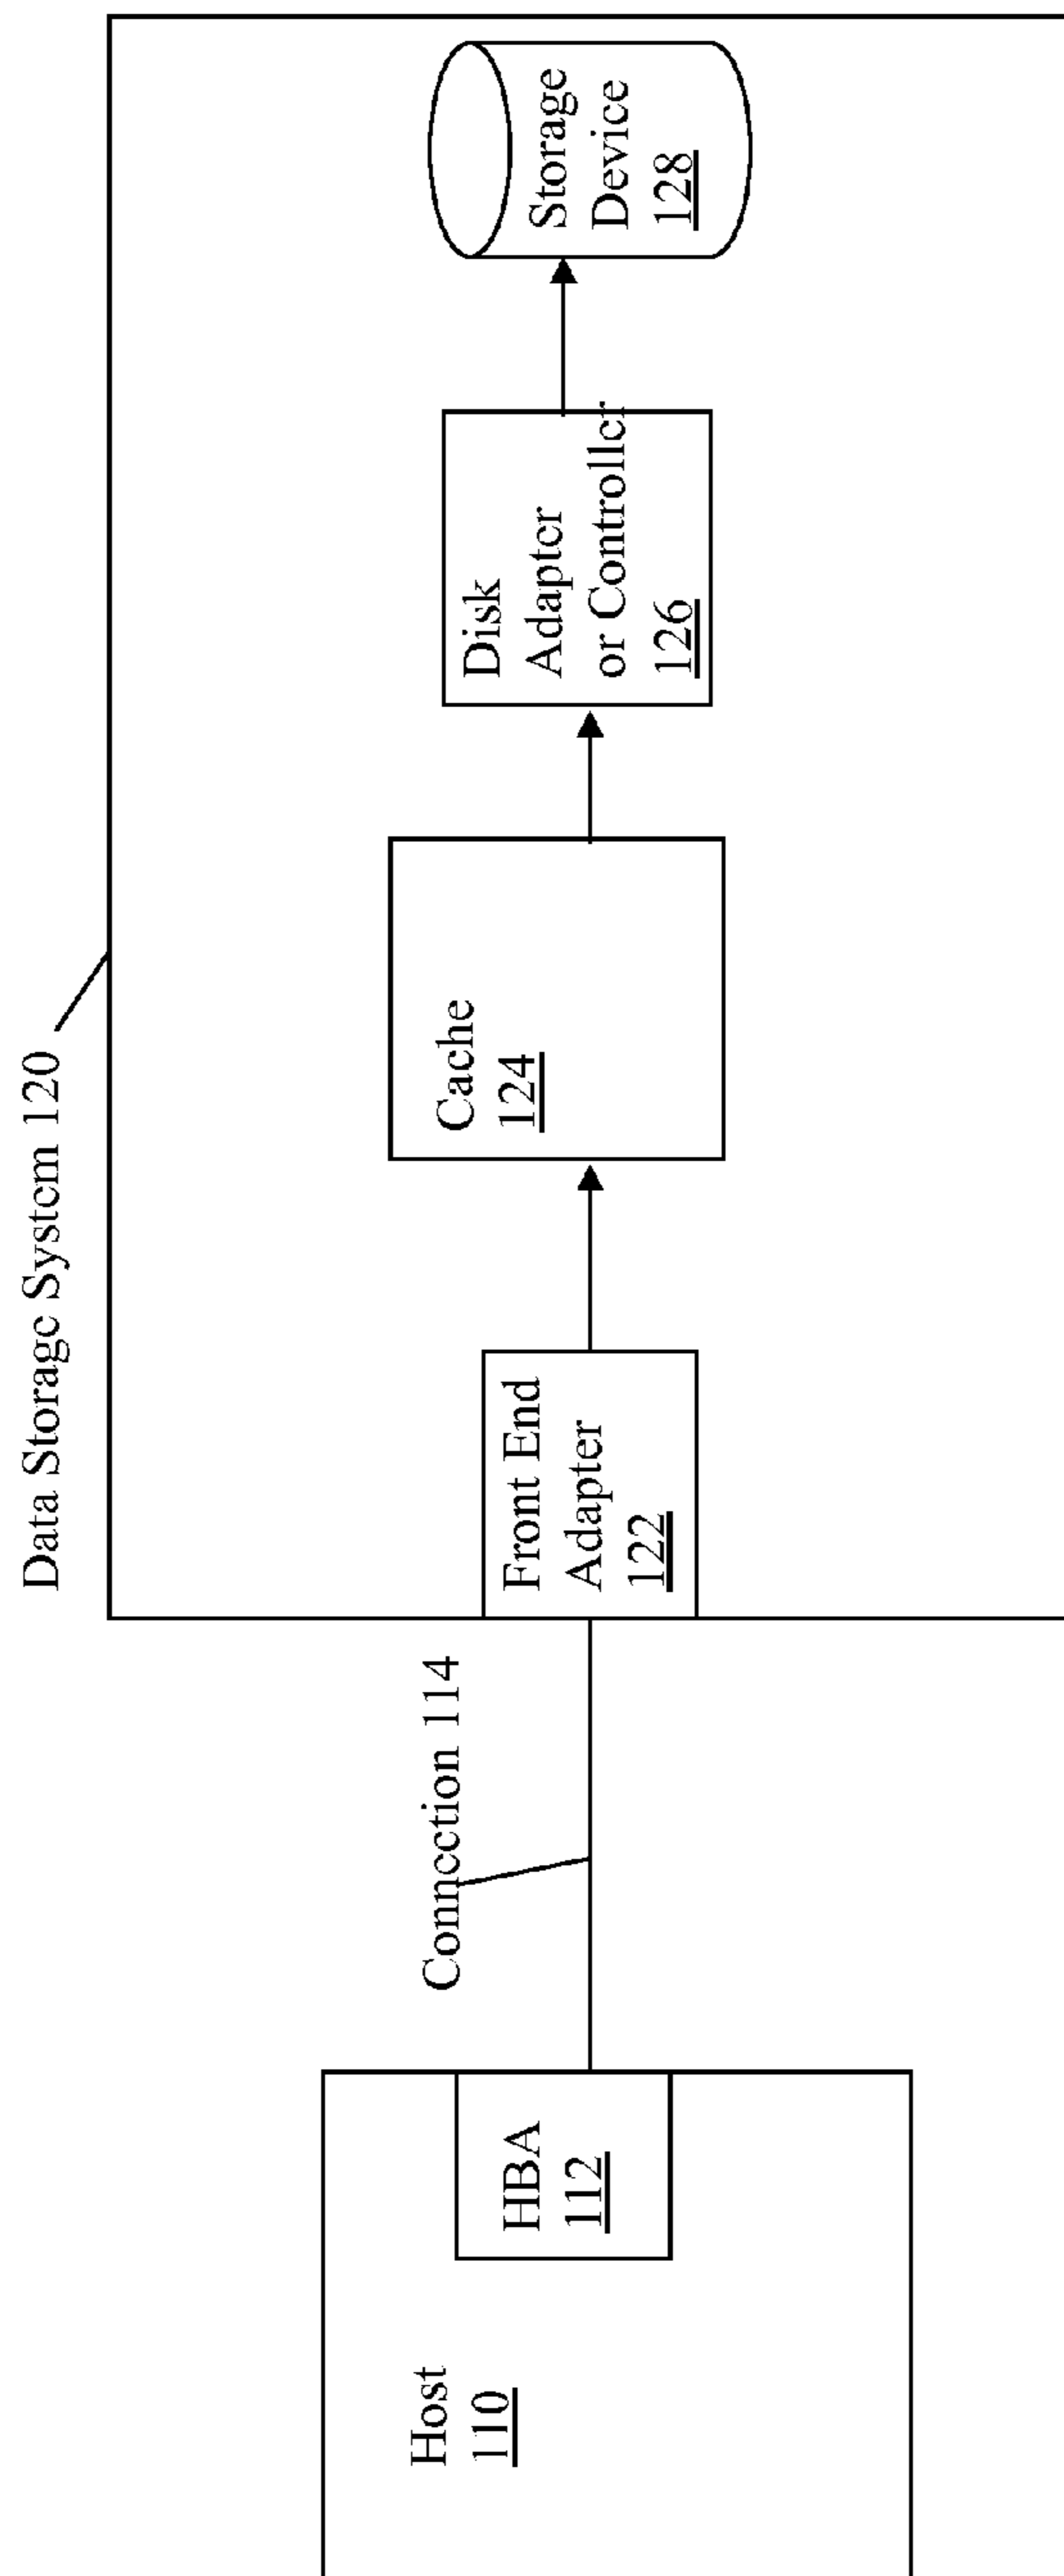 Data Storage System 120
Host
110
HBA
112
Connection 114
Front End
Adapter
122
Cache
124
Disk
Adapter
or Controller
126
Storage
Device
128